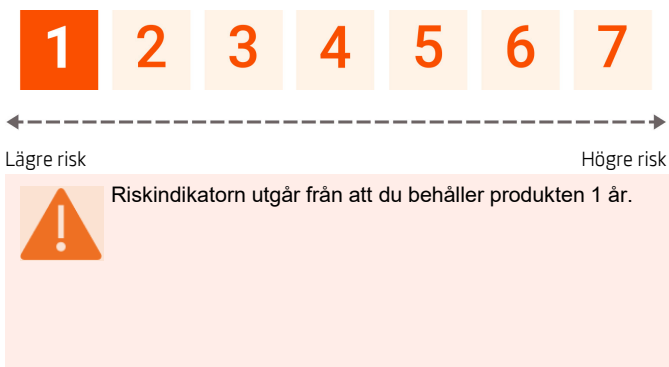 1 2 3 4 5 6 7
Lägre risk Högre risk
Riskindikatorn utgår från att du behåller produkten 1 år.